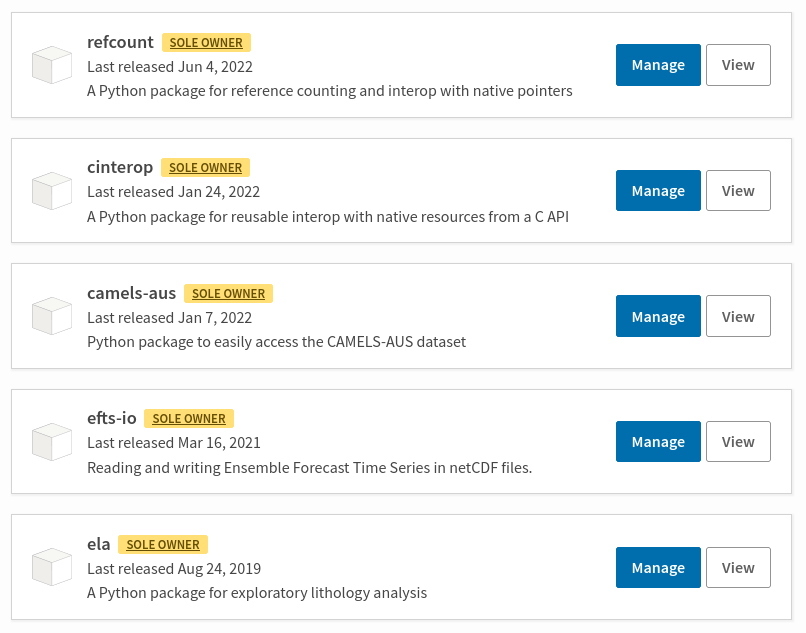 refcount SOLE OWNER
Last released Jun 4, 2022
A Python package for reference counting and interop with native pointers
Manage View
cinterop SOLE OWNER
Last released Jan 24, 2022
A Python package for reusable interop with native resources from a C API
Manage View
camels-aus SOLE OWNER
Last released Jan 7, 2022
Python package to easily access the CAMELS-AUS dataset
Manage View
efts-io SOLE OWNER
Last released Mar 16, 2021
Reading and writing Ensemble Forecast Time Series in netCDF files.
Manage View
ela SOLE OWNER
Last released Aug 24, 2019
A Python package for exploratory lithology analysis
Manage View